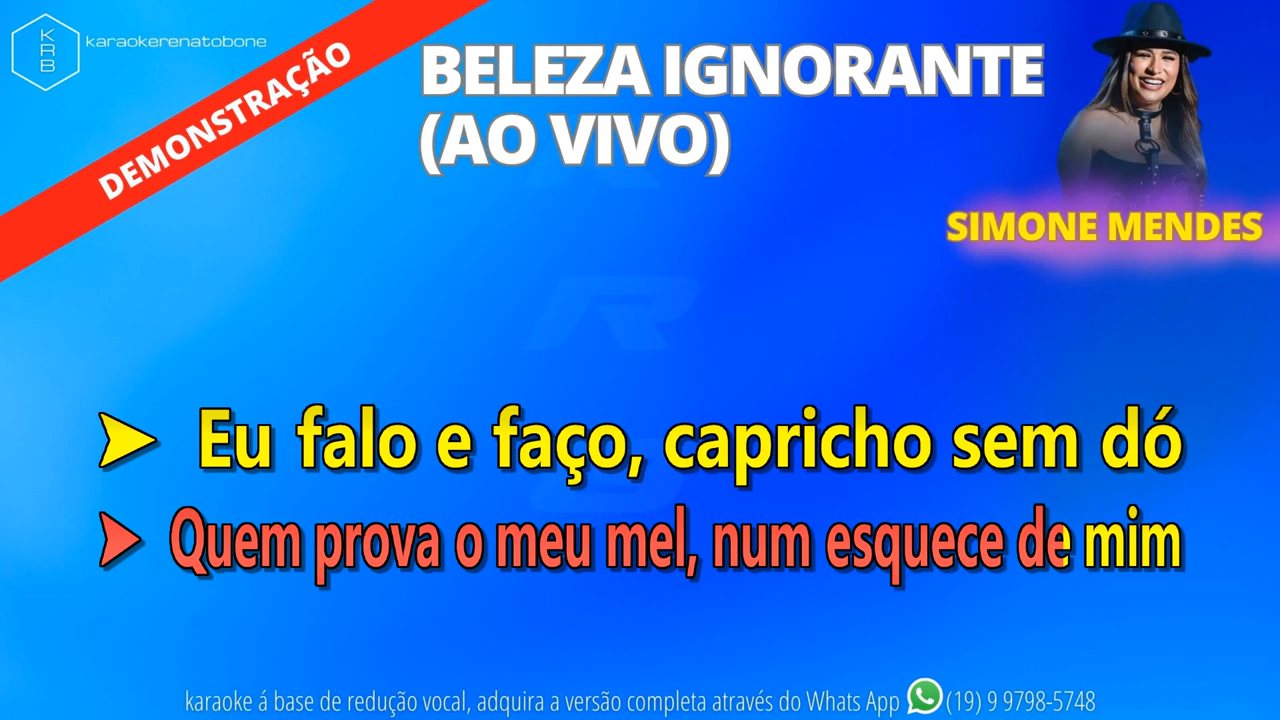 KRB
karaokerenatobone
DEMONSTRAÇÃO
BELEZA IGNORANTE
(AO VIVO)
SIMONE MENDES
Eu falo e faço, capricho sem dó
Quem prova o meu mel, num esquece de mim
karaoke á base de redução vocal, adquira a versão completa através do Whats App (19) 9 9798-5748